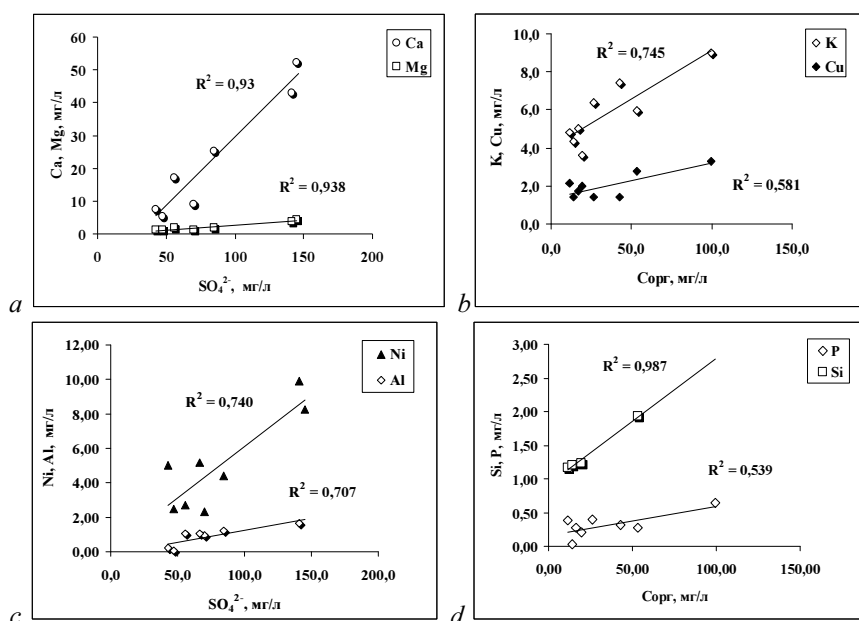 Ca, Mg, мг/л
60
50
40
30
20
10
0
0
50
100
150
200
SO₄²⁻, мг/л
R² = 0,93
R² = 0,938
Ca
Mg
a
K, Cu, мг/л
10,0
8,0
6,0
4,0
2,0
0,0
0,0
50,0
100,0
150,0
Сорг, мг/л
R² = 0,745
R² = 0,581
K
Cu
b
Ni, Al, мг/л
12,00
10,00
8,00
6,00
4,00
2,00
0,00
0,0
50,0
100,0
150,0
200,0
SO₄²⁻, мг/л
R² = 0,740
R² = 0,707
Ni
Al
c
Si, P, мг/л
3,00
2,50
2,00
1,50
1,00
0,50
0,00
0,00
50,00
100,00
150,00
Сорг, мг/л
R² = 0,987
R² = 0,539
P
Si
d